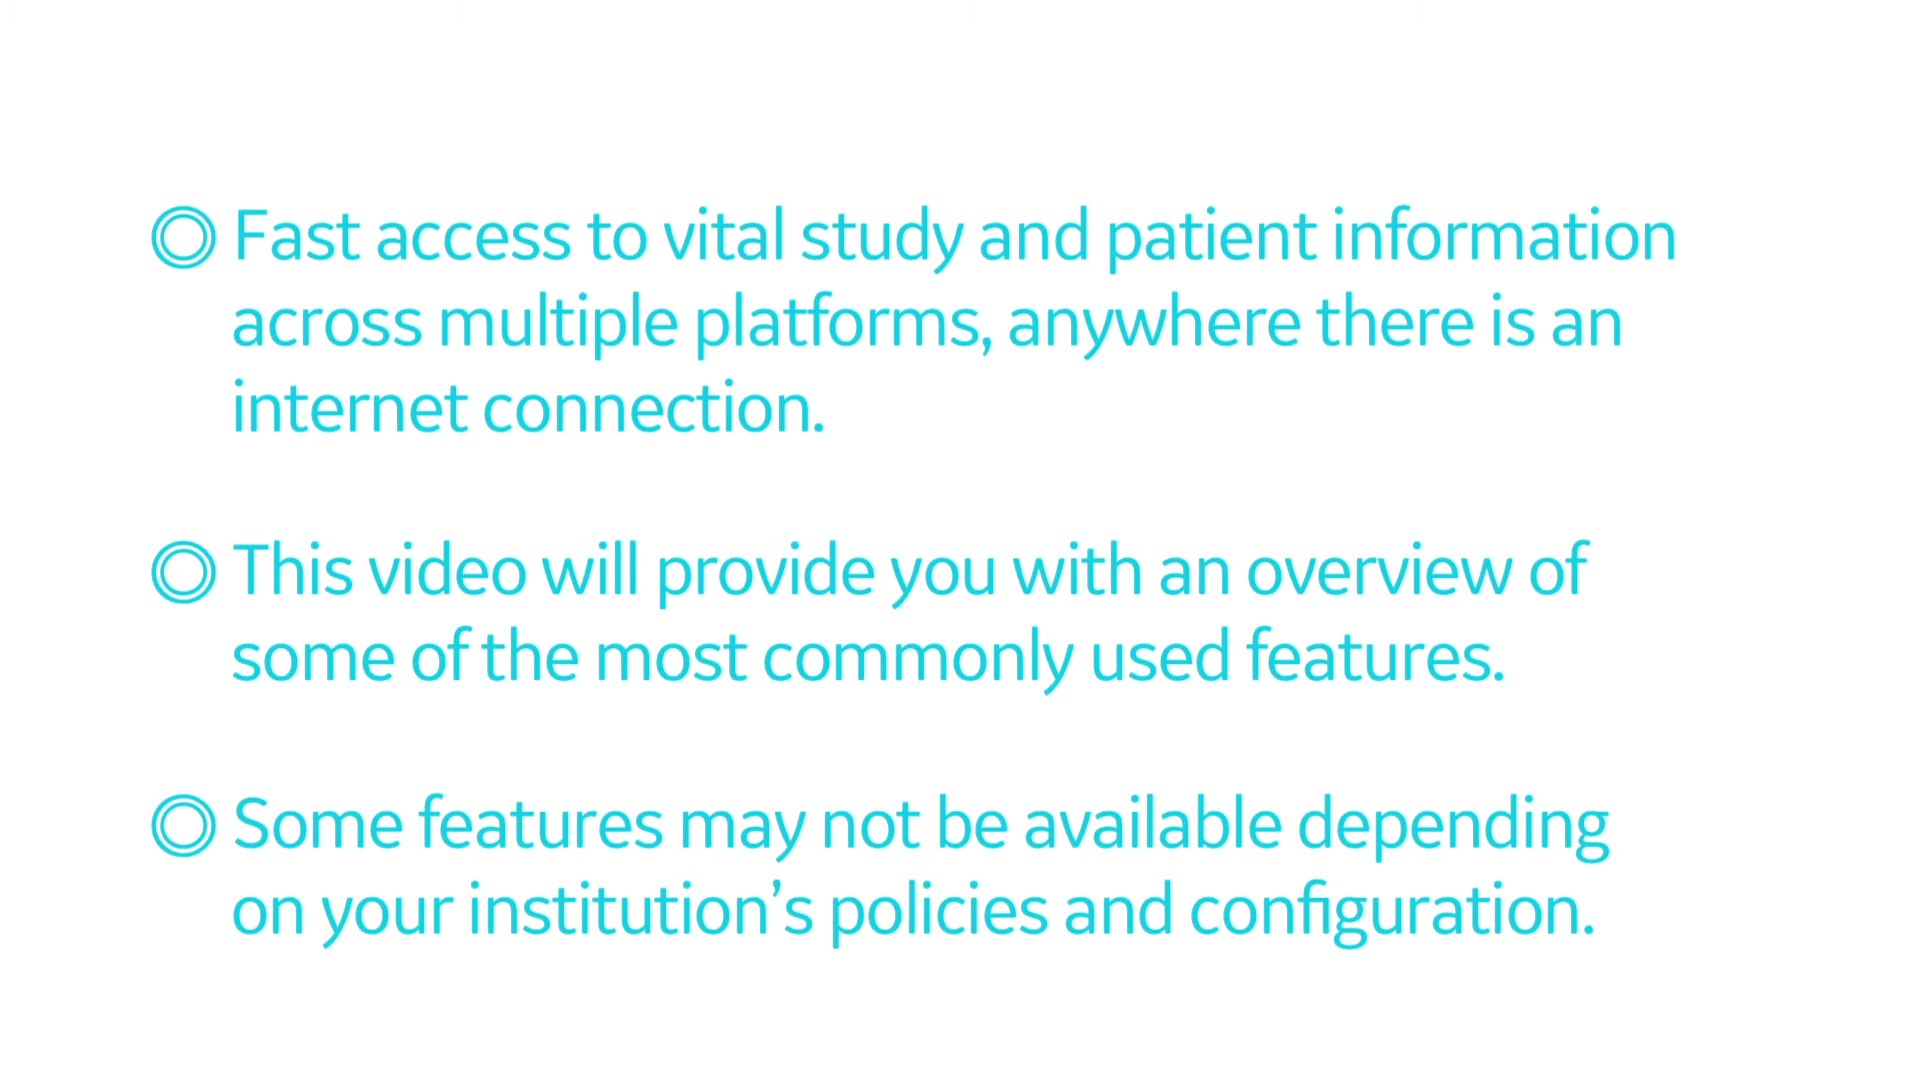 ◎ Fast access to vital study and patient information
across multiple platforms, anywhere there is an
internet connection.
◎ This video will provide you with an overview of
some of the most commonly used features.
◎ Some features may not be available depending
on your institution’s policies and configuration.